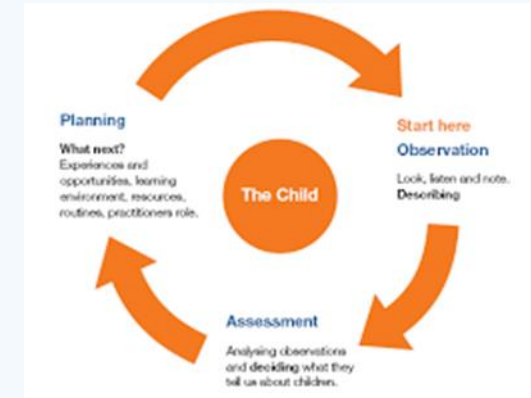 Start here
Observation
Look, listen and note.
Describing
Assessment
Analysing observations
and deciding what they
tell us about children.
Planning
What next?
Experiences and
opportunities, learning
environment, resources,
routines, practitioners role.
The Child